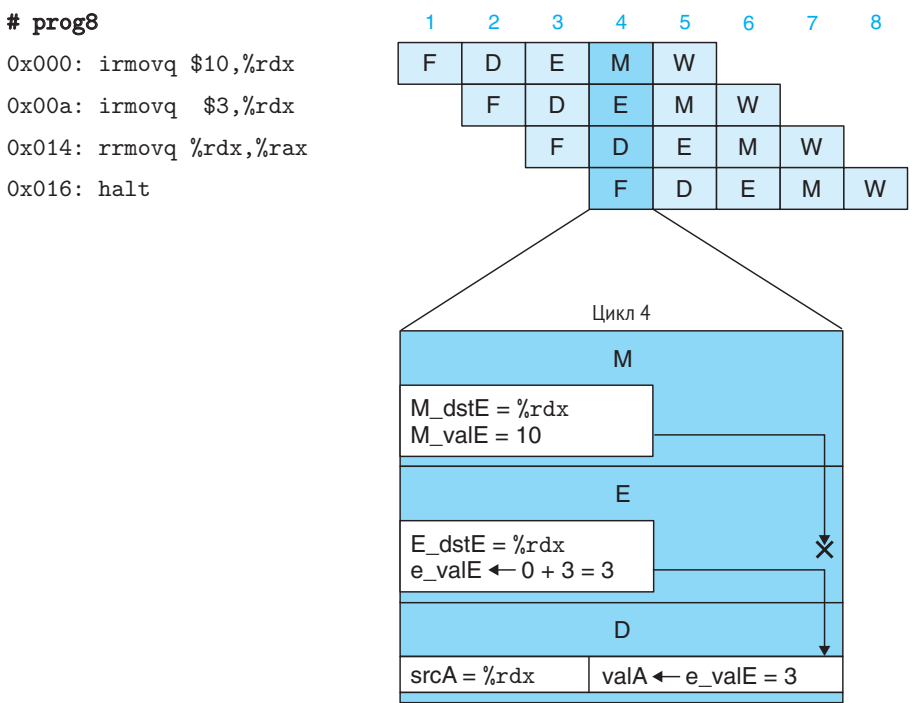 # prog8
1 2 3 4 5 6 7 8
0x000: irmovq $10,%rdx F D E M W
0x00a: irmovq $3,%rdx F D E M W
0x014: rrmovq %rdx,%rax F D E M W
0x016: halt F D E M W
Цикл 4
M
M_dstE = %rdx
M_valE = 10
E
E_dstE = %rdx
e_valE ← 0 + 3 = 3
D
srcA = %rdx valA ← e_valE = 3